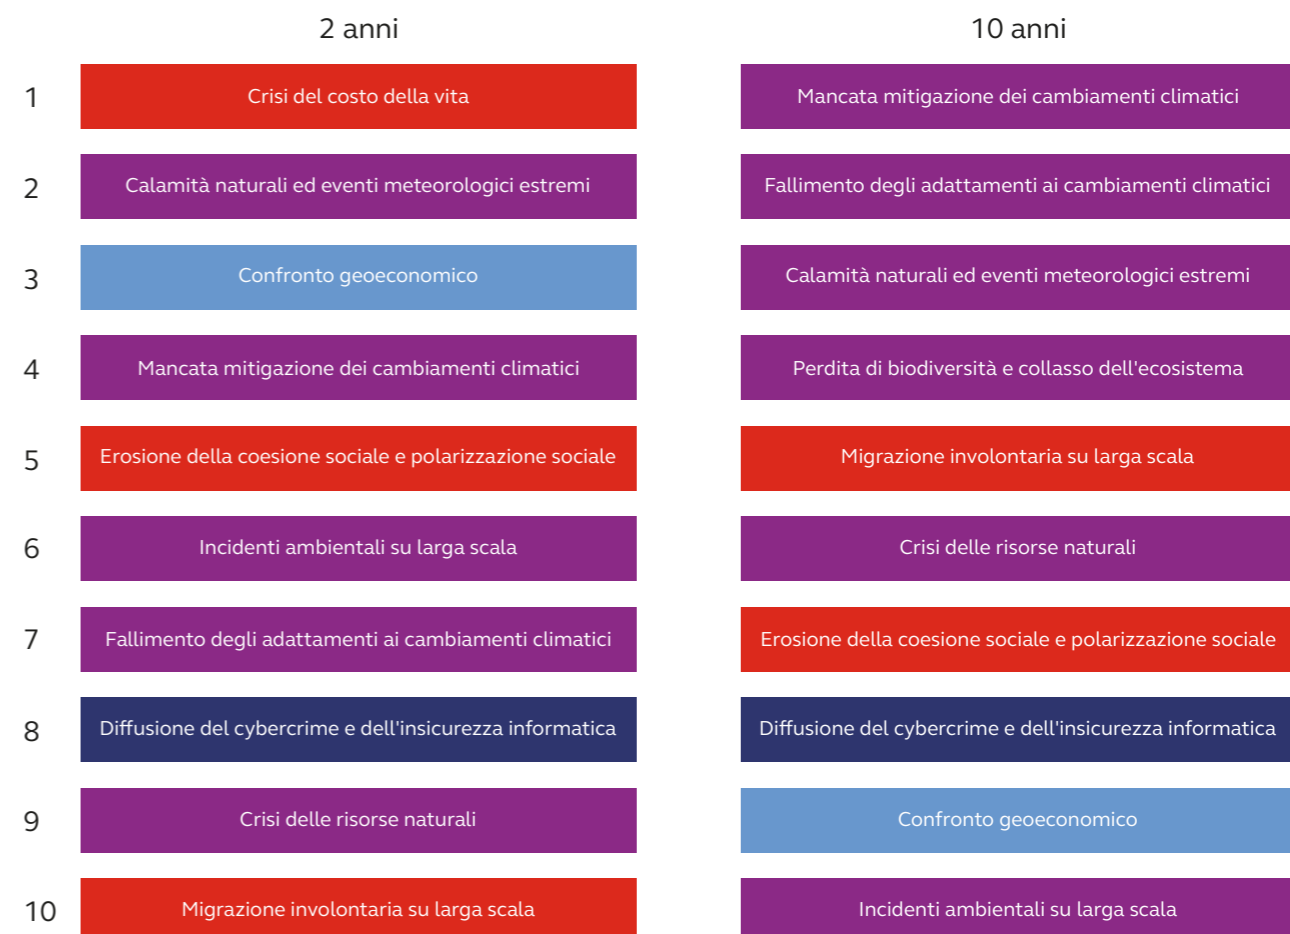 2 anni
10 anni
1
Crisi del costo della vita
Mancata mitigazione dei cambiamenti climatici
2
Calamità naturali ed eventi meteorologici estremi
Fallimento degli adattamenti ai cambiamenti climatici
3
Confronto geoeconomico
Calamità naturali ed eventi meteorologici estremi
4
Mancata mitigazione dei cambiamenti climatici
Perdita di biodiversità e collasso dell'ecosistema
5
Erosione della coesione sociale e polarizzazione sociale
Migrazione involontaria su larga scala
6
Incidenti ambientali su larga scala
Crisi delle risorse naturali
7
Fallimento degli adattamenti ai cambiamenti climatici
Erosione della coesione sociale e polarizzazione sociale
8
Diffusione del cybercrime e dell'insicurezza informatica
Diffusione del cybercrime e dell'insicurezza informatica
9
Crisi delle risorse naturali
Confronto geoeconomico
10
Migrazione involontaria su larga scala
Incidenti ambientali su larga scala